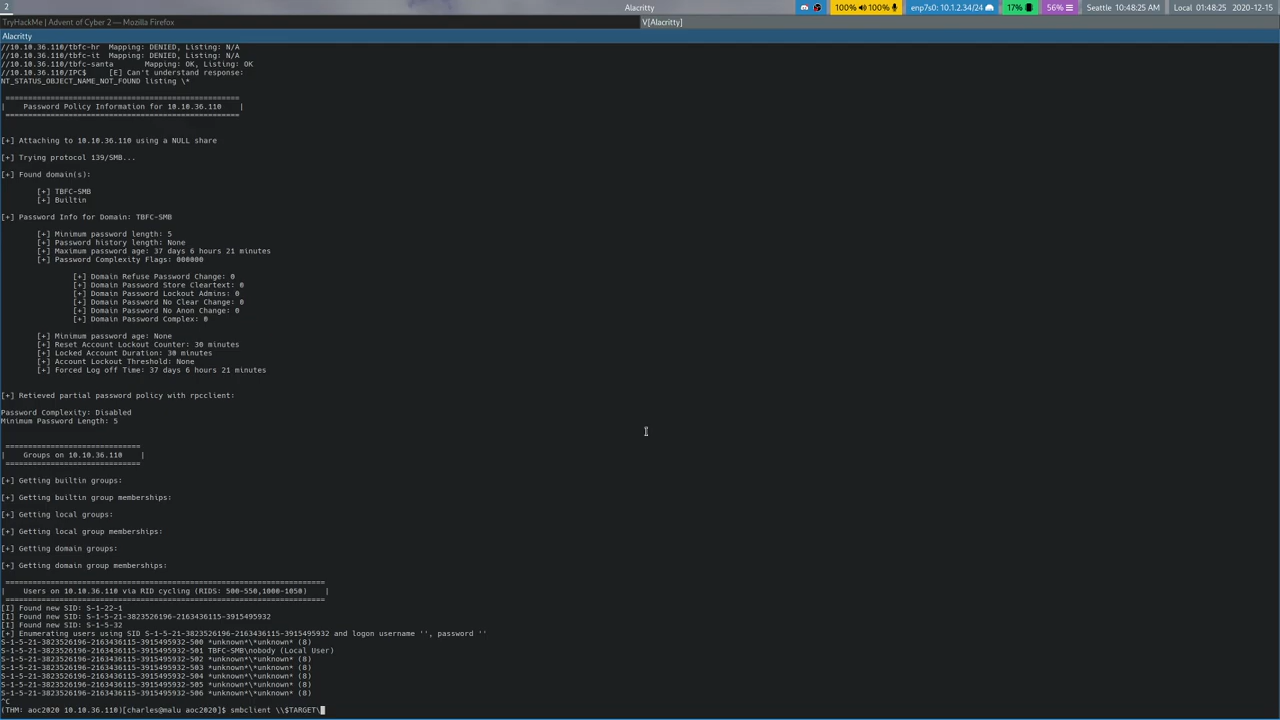 2
Alacritty
100% 100%
enp7s0: 10.1.2.34/24
17%
56%
Seattle 10:48:25 AM
Local 01:48:25
2020-12-15
TryHackMe | Advent of Cyber 2 — Mozilla Firefox
V[Alacritty]
Alacritty
//10.10.36.110/tbfc-hr Mapping: DENIED, Listing: N/A
//10.10.36.110/tbfc-it Mapping: DENIED, Listing: N/A
//10.10.36.110/tbfc-santa Mapping: OK, Listing: OK
//10.10.36.110/IPC$ [E] Can't understand response:
NT_STATUS_OBJECT_NAME_NOT_FOUND listing \*
====================================================
| Password Policy Information for 10.10.36.110 |
====================================================
[+] Attaching to 10.10.36.110 using a NULL share
[+] Trying protocol 139/SMB...
[+] Found domain(s):
[+] TBFC-SMB
[+] Builtin
[+] Password Info for Domain: TBFC-SMB
[+] Minimum password length: 5
[+] Password history length: None
[+] Maximum password age: 37 days 6 hours 21 minutes
[+] Password Complexity Flags: 000000
[+] Domain Refuse Password Change: 0
[+] Domain Password Store Cleartext: 0
[+] Domain Password Lockout Admins: 0
[+] Domain Password No Clear Change: 0
[+] Domain Password No Anon Change: 0
[+] Domain Password Complex: 0
[+] Minimum password age: None
[+] Reset Account Lockout Counter: 30 minutes
[+] Locked Account Duration: 30 minutes
[+] Account Lockout Threshold: None
[+] Forced Log off Time: 37 days 6 hours 21 minutes
[+] Retieved partial password policy with rpcclient:
Password Complexity: Disabled
Minimum Password Length: 5
==============================
| Groups on 10.10.36.110 |
==============================
[+] Getting builtin groups:
[+] Getting builtin group memberships:
[+] Getting local groups:
[+] Getting local group memberships:
[+] Getting domain groups:
[+] Getting domain group memberships:
=======================================================================
| Users on 10.10.36.110 via RID cycling (RIDS: 500-550,1000-1050) |
=======================================================================
[I] Found new SID: S-1-22-1
[I] Found new SID: S-1-5-21-3823526196-2163436115-3915495932
[I] Found new SID: S-1-5-32
[+] Enumerating users using SID S-1-5-21-3823526196-2163436115-3915495932 and logon username '', password ''
S-1-5-21-3823526196-2163436115-3915495932-500 *unknown*\*unknown* (8)
S-1-5-21-3823526196-2163436115-3915495932-501 TBFC-SMB\nobody (Local User)
S-1-5-21-3823526196-2163436115-3915495932-502 *unknown*\*unknown* (8)
S-1-5-21-3823526196-2163436115-3915495932-503 *unknown*\*unknown* (8)
S-1-5-21-3823526196-2163436115-3915495932-504 *unknown*\*unknown* (8)
S-1-5-21-3823526196-2163436115-3915495932-505 *unknown*\*unknown* (8)
S-1-5-21-3823526196-2163436115-3915495932-506 *unknown*\*unknown* (8)
^C
(THM: aoc2020 10.10.36.110)[charles@malu aoc2020]$ smbclient \\$TARGET\